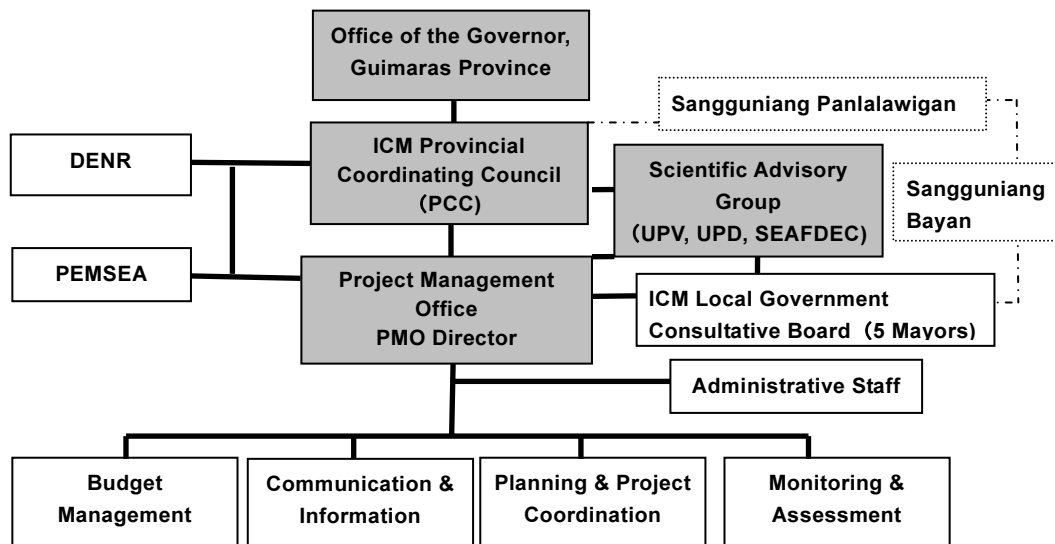 Office of the Governor,
Guimaras Province
Sangguniang Panlalawigan
DENR
ICM Provincial
Coordinating Council
(PCC)
Scientific Advisory
Group
(UPV, UPD, SEAFDEC)
Sangguniang
Bayan
PEMSEA
Project Management
Office
PMO Director
ICM Local Government
Consultative Board (5 Mayors)
Administrative Staff
Budget
Management
Communication &
Information
Planning & Project
Coordination
Monitoring &
Assessment